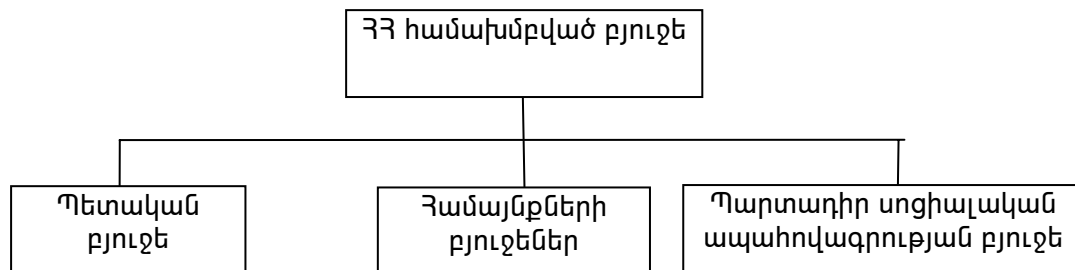 ՀՀ համախմբված բյուջե
Պետական
բյուջե
Համայնքների
բյուջեներ
Պարտադիր սոցիալական
ապահովագրության բյուջե